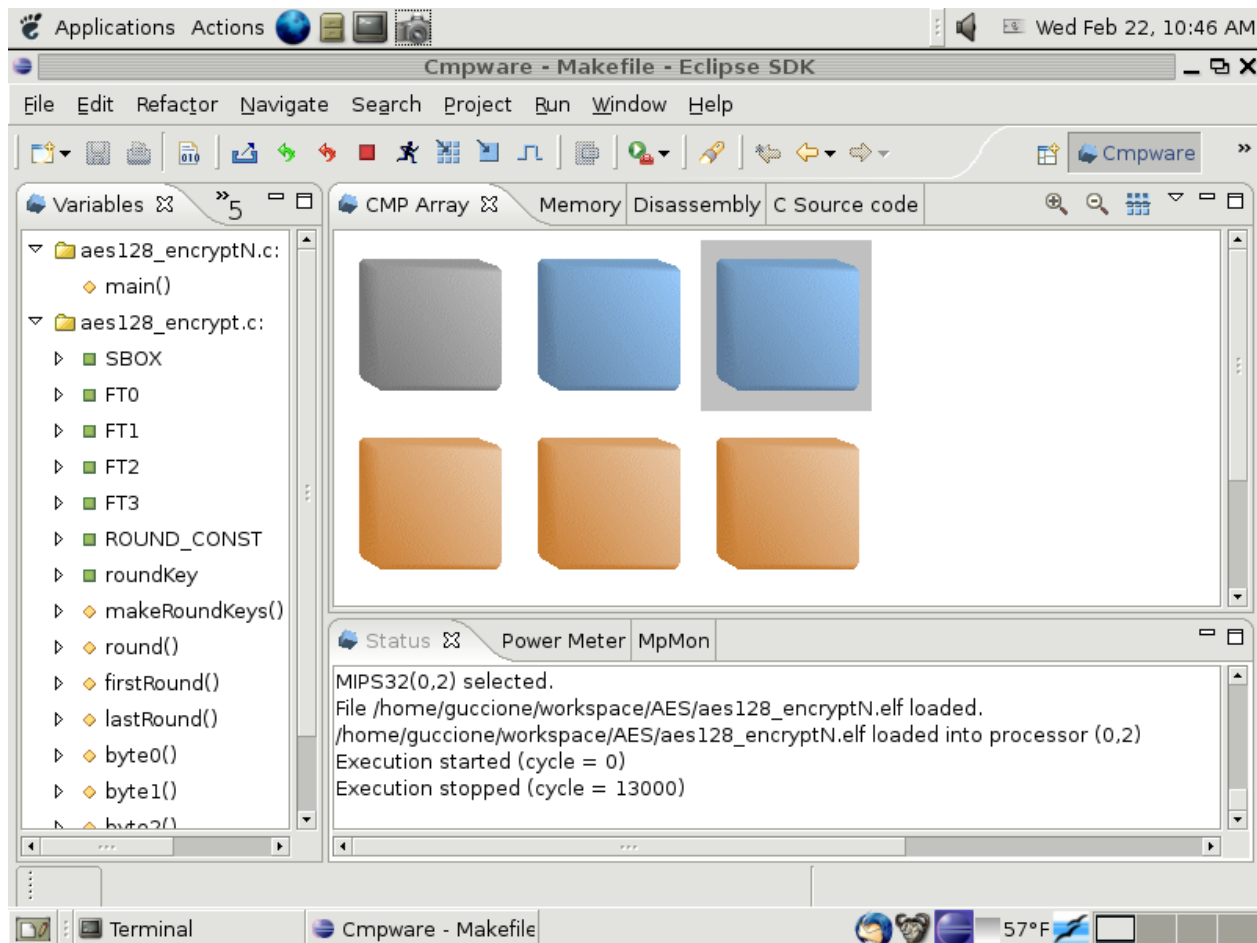 Applications Actions Wed Feb 22, 10:46 AM
Cmpware - Makefile - Eclipse SDK
File Edit Refactor Navigate Search Project Run Window Help
010 Cmpware »
Variables »5 CMP Array Memory Disassembly C Source code
aes128_encryptN.c:
main()
aes128_encrypt.c:
SBOX
FT0
FT1
FT2
FT3
ROUND_CONST
roundKey
makeRoundKeys()
round()
firstRound()
lastRound()
byte0()
byte1()
byte2()
Status Power Meter MpMon
MIPS32(0,2) selected.
File /home/guccione/workspace/AES/aes128_encryptN.elf loaded.
/home/guccione/workspace/AES/aes128_encryptN.elf loaded into processor (0,2)
Execution started (cycle = 0)
Execution stopped (cycle = 13000)
Terminal Cmpware - Makefile 57°F